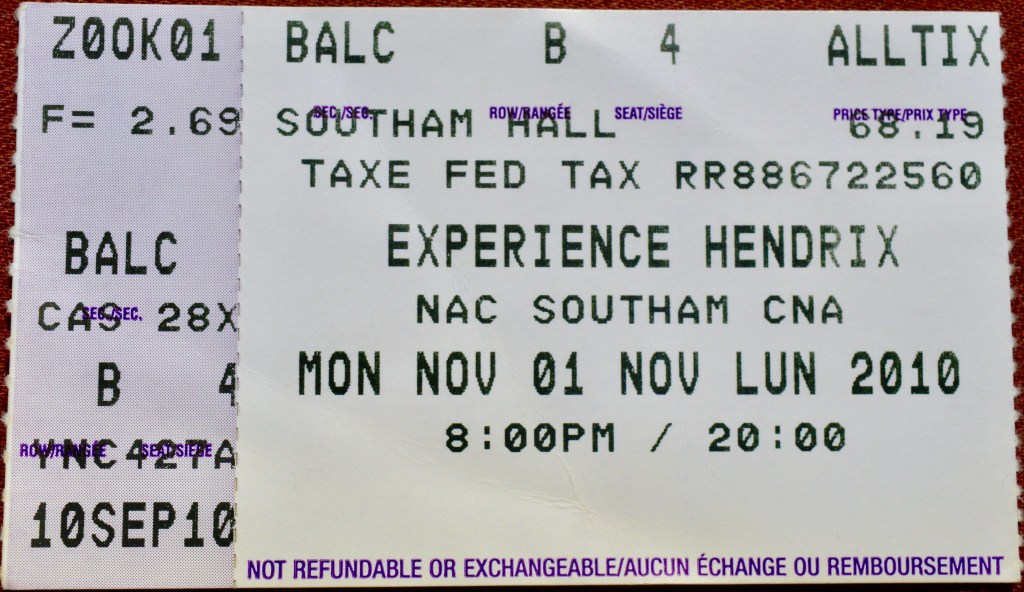 Z00K01 BALC B 4 ALLTIX
SEC./SEC. ROW/RANGÉE SEAT/SIÈGE PRICE TYPE/PRIX TYPE
F= 2.69 SOUTHAM HALL 68.19
TAXE FED TAX RR886722560
BALC EXPERIENCE HENDRIX
SEC./SEC.
CAS 28X NAC SOUTHAM CNA
B 4 MON NOV 01 NOV LUN 2010
ROW/RANGÉE SEAT/SIÈGE
YNC427A 8:00PM / 20:00
10SEP10
NOT REFUNDABLE OR EXCHANGEABLE/AUCUN ÉCHANGE OU REMBOURSEMENT